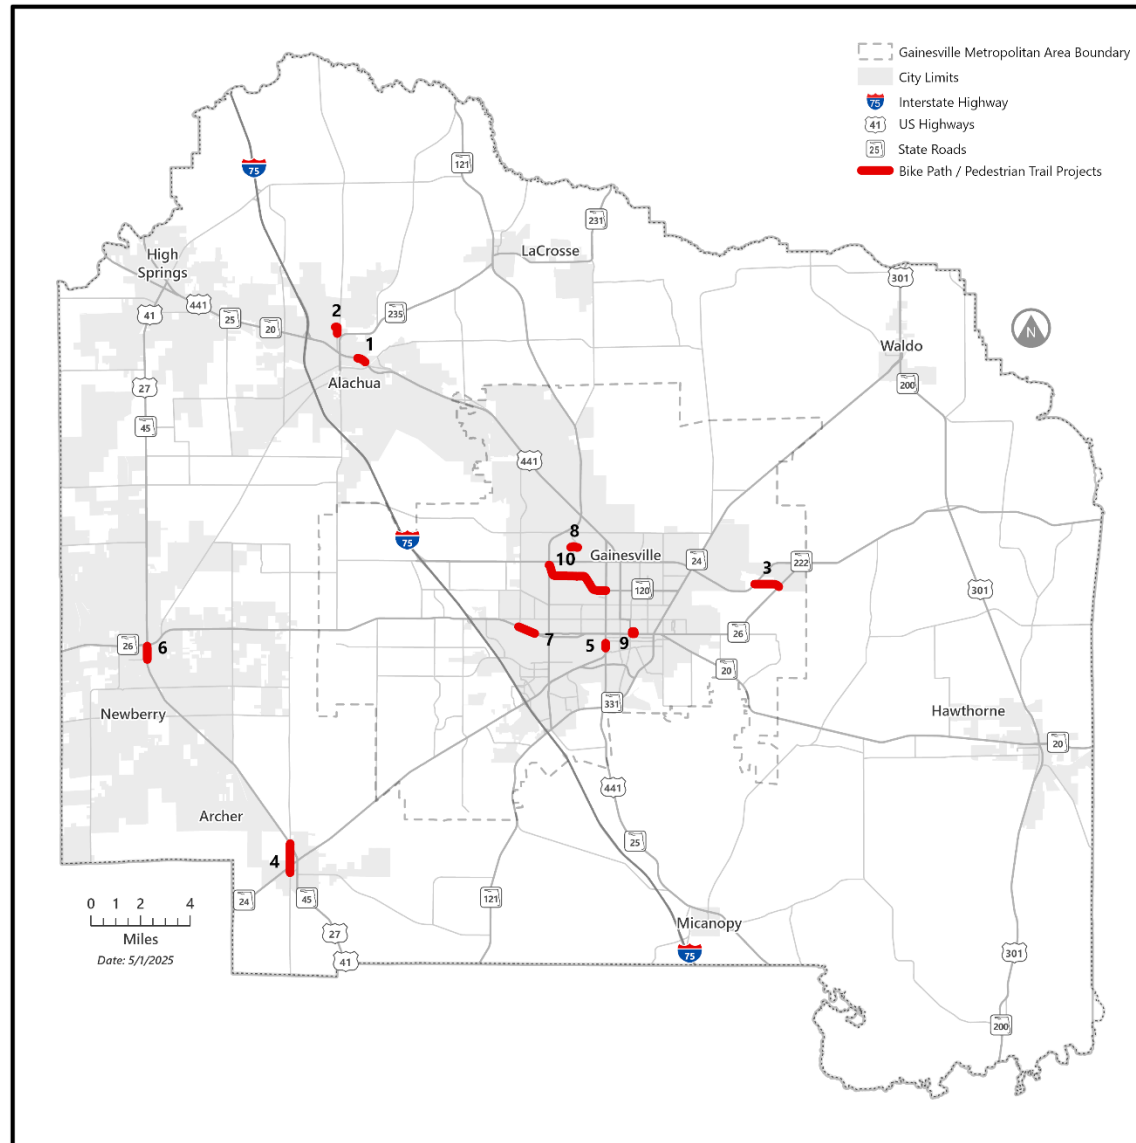 Gainesville Metropolitan Area Boundary
City Limits
75
Interstate Highway
41
US Highways
25
State Roads
Bike Path / Pedestrian Trail Projects
75
121
231
LaCrosse
High
Springs
301
441
41
25
20
2
235
1
N
Waldo
Alachua
27
200
45
441
75
8
10
Gainesville
24
3
222
120
301
26
6
7
5
9
26
20
331
Newberry
Hawthorne
20
441
Archer
25
4
24
45
121
0 1 2 4
Miles
Date: 5/1/2025
27
41
Micanopy
75
301
200